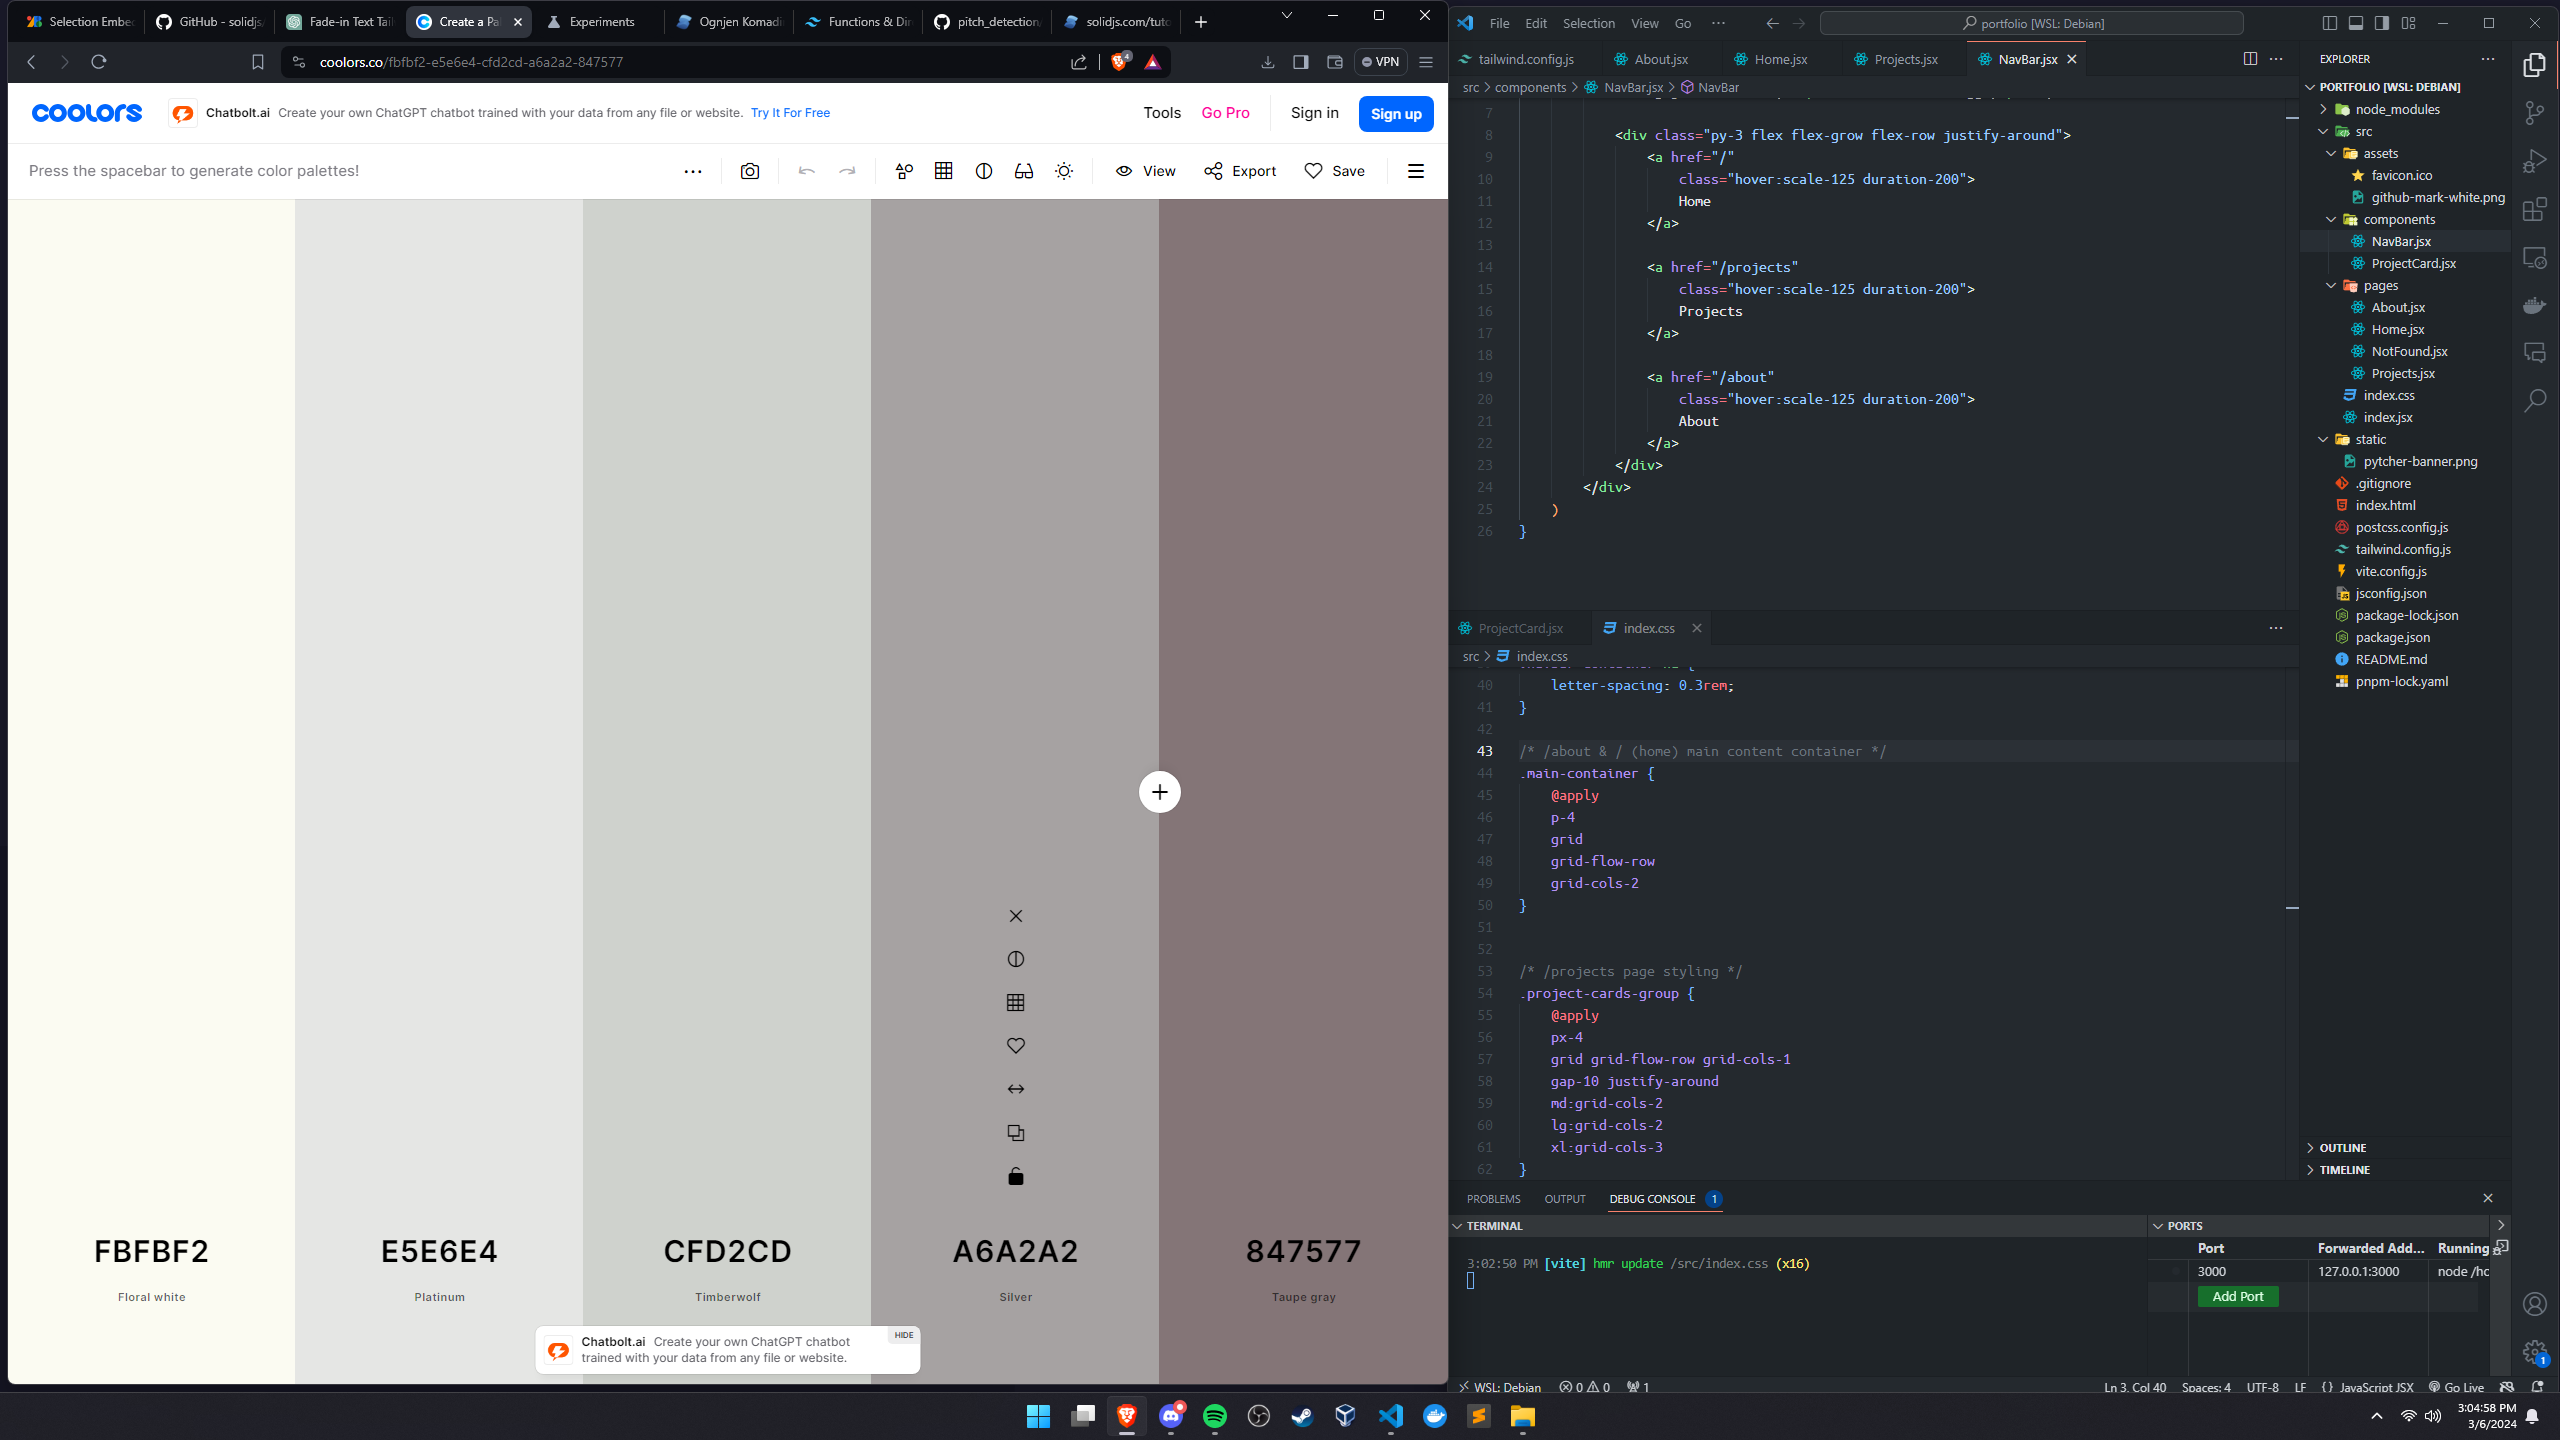 Selection Embe
GitHub - solidjs/
Fade-in Text Tail
Create a Pal
Experiments
Ognjen Komadi
Functions & Dir
pitch_detection/
solidjs.com/tuto
coolors.co/fbfbf2-e5e6e4-cfd2cd-a6a2a2-847577
4
VPN
coolors
Chatbolt.ai Create your own ChatGPT chatbot trained with your data from any file or website. Try It For Free
Tools
Go Pro
Sign in
Sign up
Press the spacebar to generate color palettes!
View
Export
Save
FBFBF2
Floral white
E5E6E4
Platinum
CFD2CD
Timberwolf
A6A2A2
Silver
847577
Taupe gray
Chatbolt.ai Create your own ChatGPT chatbot
trained with your data from any file or website.
HIDE
File Edit Selection View Go
portfolio [WSL: Debian]
tailwind.config.js
About.jsx
Home.jsx
Projects.jsx
NavBar.jsx
src > components > NavBar.jsx > NavBar
7
8 <div class="py-3 flex flex-grow flex-row justify-around">
9 <a href="/"
10 class="hover:scale-125 duration-200">
11 Home
12 </a>
13
14 <a href="/projects"
15 class="hover:scale-125 duration-200">
16 Projects
17 </a>
18
19 <a href="/about"
20 class="hover:scale-125 duration-200">
21 About
22 </a>
23 </div>
24 </div>
25 )
26 }
ProjectCard.jsx
index.css
src > index.css
40 letter-spacing: 0.3rem;
41 }
42
43 /* /about & / (home) main content container */
44 .main-container {
45 @apply
46 p-4
47 grid
48 grid-flow-row
49 grid-cols-2
50 }
51
52
53 /* /projects page styling */
54 .project-cards-group {
55 @apply
56 px-4
57 grid grid-flow-row grid-cols-1
58 gap-10 justify-around
59 md:grid-cols-2
60 lg:grid-cols-2
61 xl:grid-cols-3
62 }
PROBLEMS
OUTPUT
DEBUG CONSOLE 1
TERMINAL
3:02:50 PM [vite] hmr update /src/index.css (x16)
PORTS
Port Forwarded Add... Running
3000 127.0.0.1:3000 node /ho
Add Port
EXPLORER
PORTFOLIO [WSL: DEBIAN]
node_modules
src
assets
favicon.ico
github-mark-white.png
components
NavBar.jsx
ProjectCard.jsx
pages
About.jsx
Home.jsx
NotFound.jsx
Projects.jsx
index.css
index.jsx
static
pytcher-banner.png
.gitignore
index.html
postcss.config.js
tailwind.config.js
vite.config.js
jsconfig.json
package-lock.json
package.json
README.md
pnpm-lock.yaml
OUTLINE
TIMELINE
1
WSL: Debian 0 0 1
Ln 3, Col 40 Spaces: 4 UTF-8 LF {} JavaScript JSX Go Live
3:04:58 PM
3/6/2024